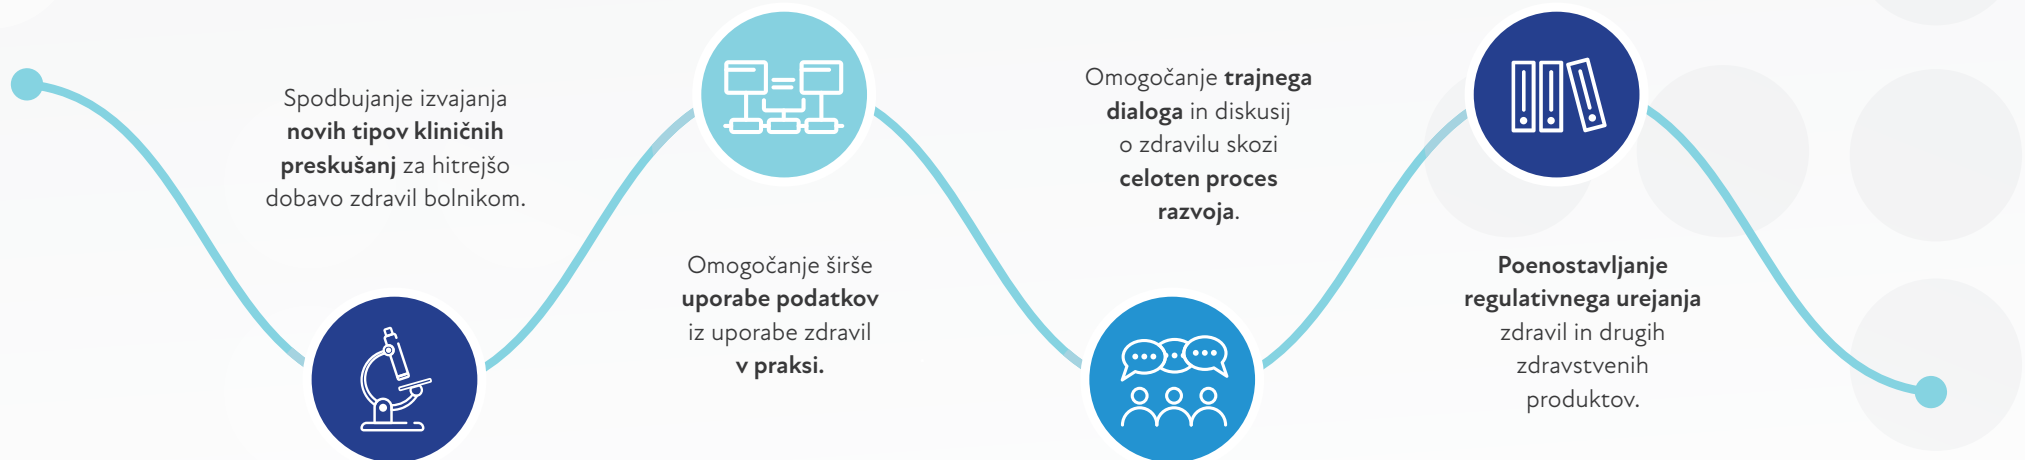 Spodbujanje izvajanja
novih tipov kliničnih
preskušanj za hitrejšo
dobavo zdravil bolnikom.
Omogočanje širše
uporabe podatkov
iz uporabe zdravil
v praksi.
Omogočanje trajnega
dialoga in diskusij
o zdravilu skozi
celoten proces
razvoja.
Poenostavljanje
regulativnega urejanja
zdravil in drugih
zdravstvenih
produktov.